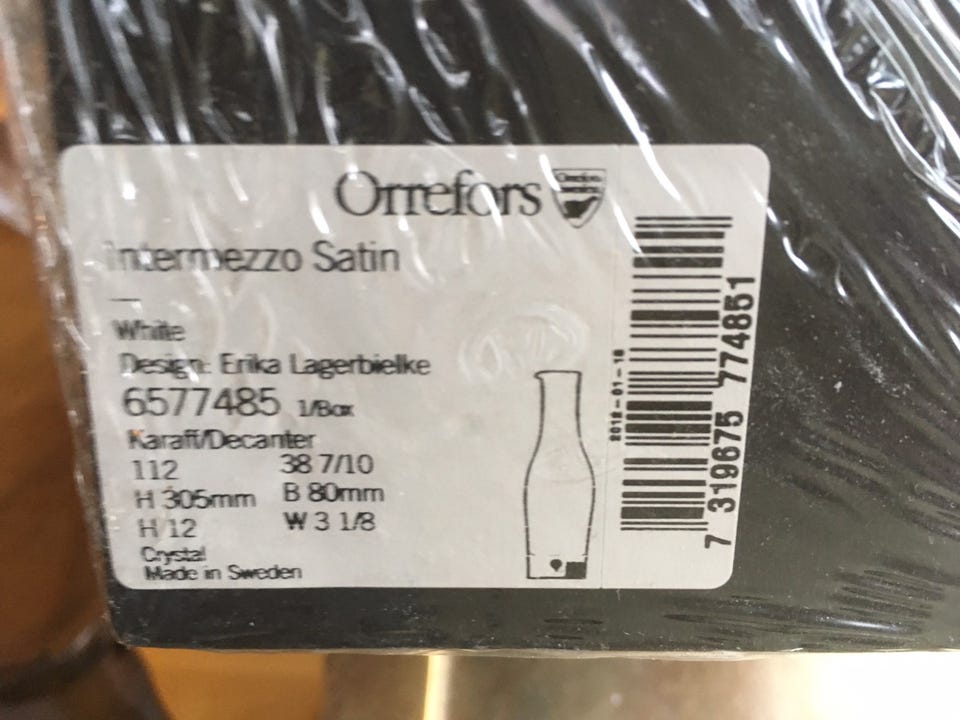 Orrefors
Intermezzo Satin
White
Design: Erika Lagerbielke
6577485 1/Box
Karaff/Decanter
112 38 7/10
H 305mm B 80mm
H 12 W 3 1/8
Crystal
Made in Sweden
2018-01-18
7 319675 774851